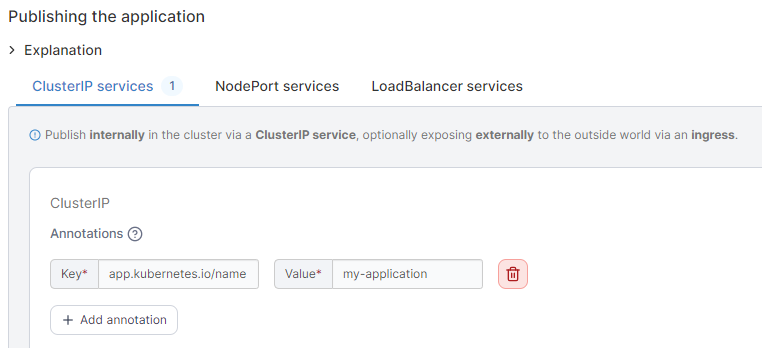 Publishing the application
Explanation
ClusterIP services 1 NodePort services LoadBalancer services
Publish internally in the cluster via a ClusterIP service, optionally exposing externally to the outside world via an ingress.
ClusterIP
Annotations
Key* app.kubernetes.io/name Value* my-application
+ Add annotation